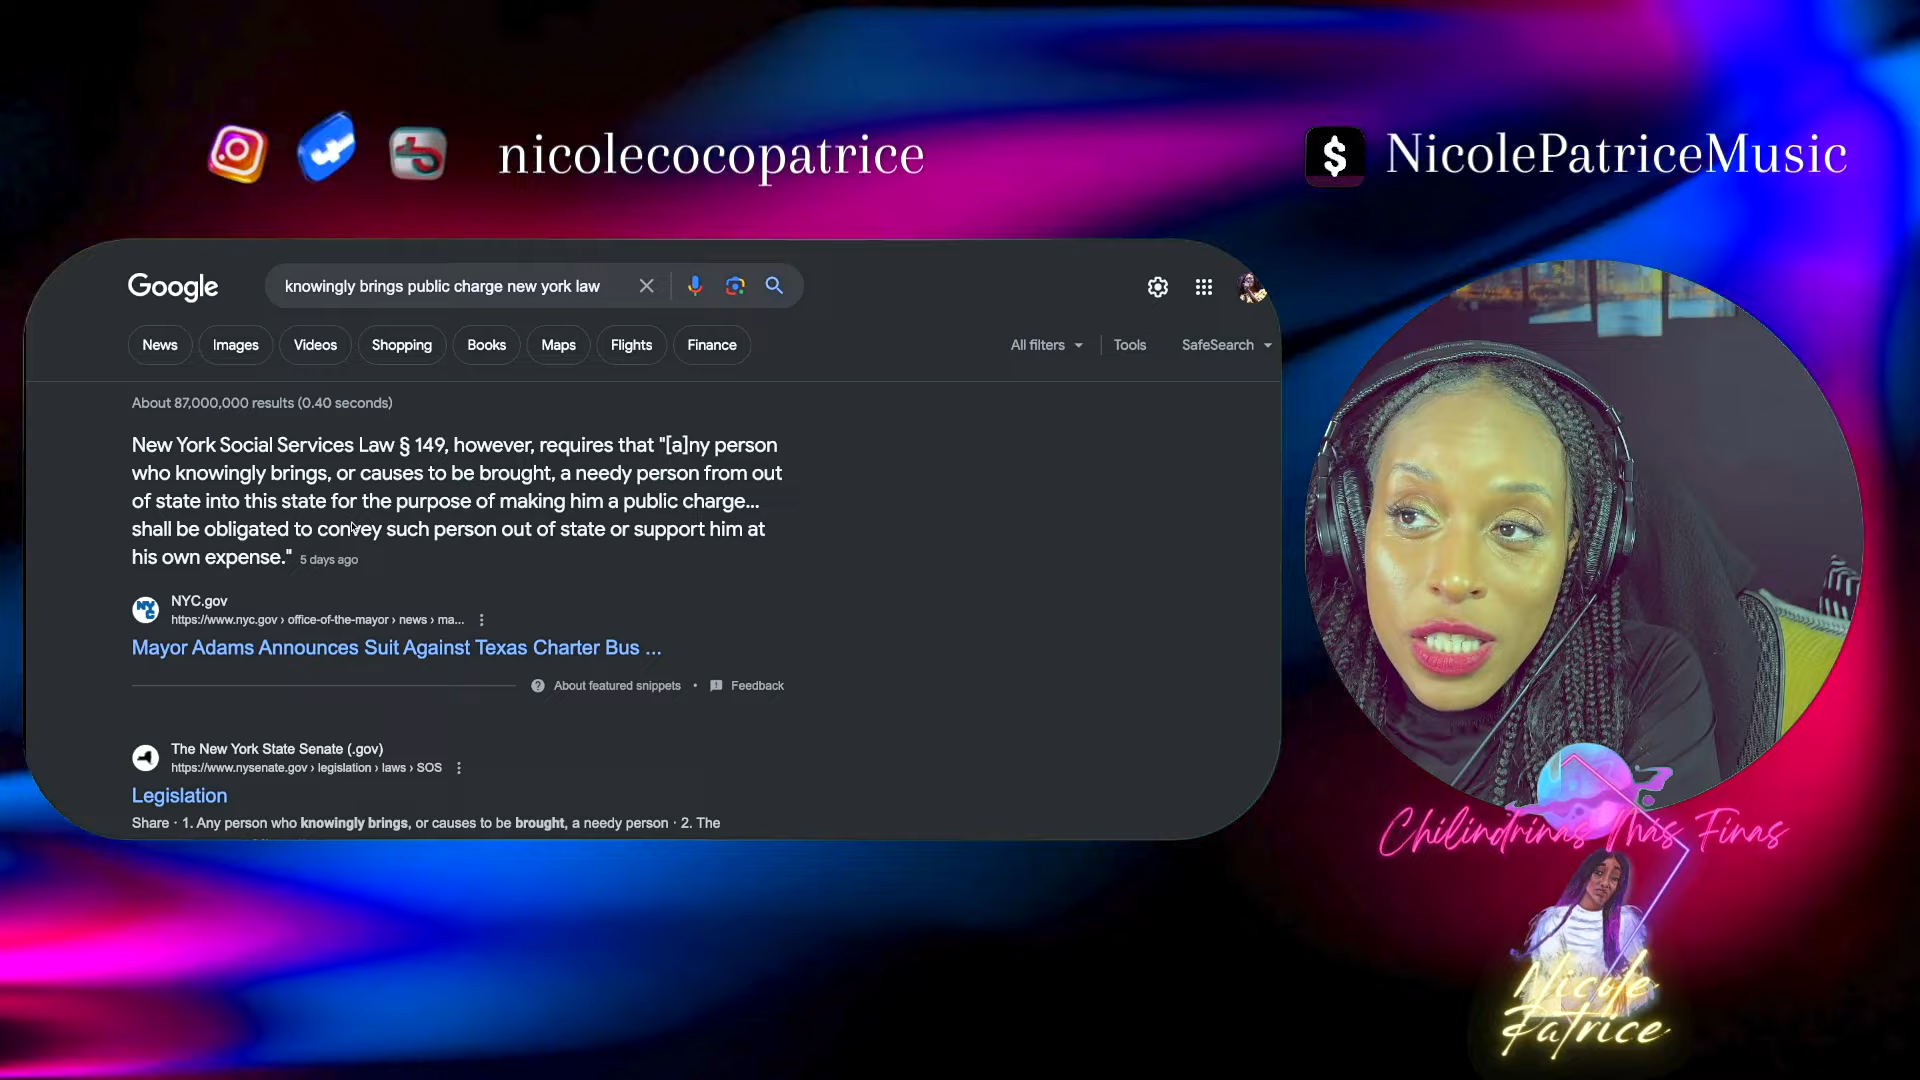 nicolecocopatrice
$ NicolePatriceMusic
Google
knowingly brings public charge new york law
News Images Videos Shopping Books Maps Flights Finance
All filters Tools SafeSearch
About 87,000,000 results (0.40 seconds)
New York Social Services Law § 149, however, requires that "[a]ny person
who knowingly brings, or causes to be brought, a needy person from out
of state into this state for the purpose of making him a public charge...
shall be obligated to convey such person out of state or support him at
his own expense." 5 days ago
NYC
NYC.gov
https://www.nyc.gov › office-of-the-mayor › news › ma...
Mayor Adams Announces Suit Against Texas Charter Bus ...
About featured snippets • Feedback
The New York State Senate (.gov)
https://www.nysenate.gov › legislation › laws › SOS
Legislation
Share · 1. Any person who knowingly brings, or causes to be brought, a needy person · 2. The
Chilindrinas Más Finas
Nicole
Patrice